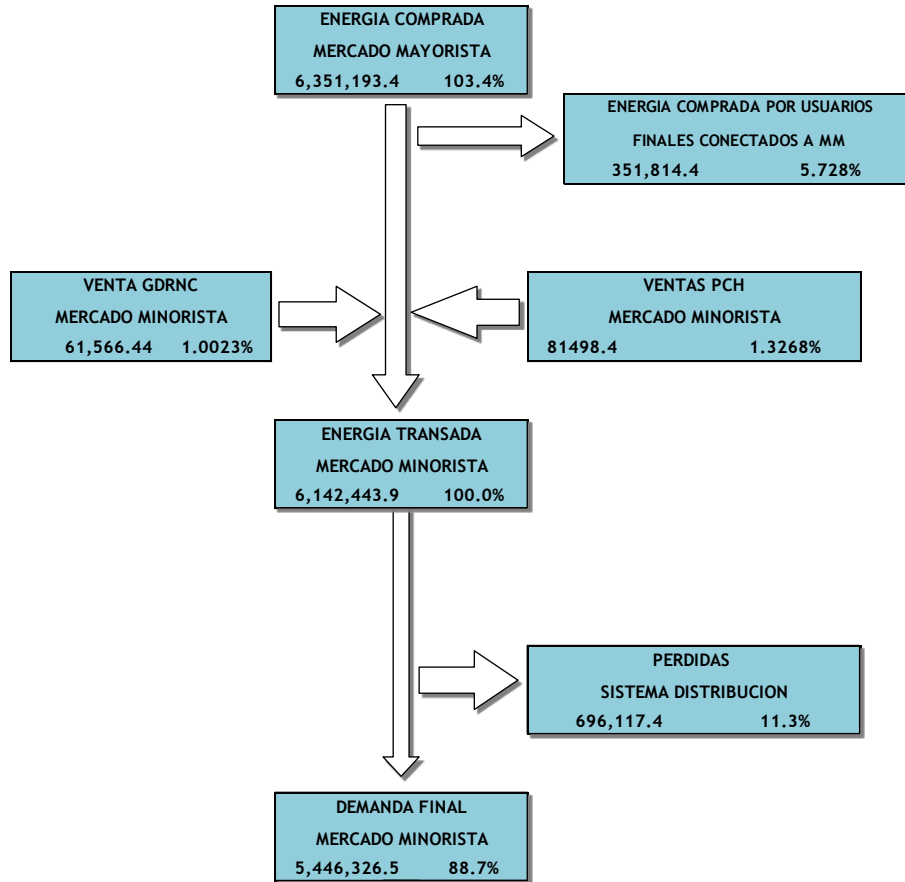 ENERGIA COMPRADA
MERCADO MAYORISTA
6,351,193.4 103.4%
ENERGIA COMPRADA POR USUARIOS
FINALES CONECTADOS A MM
351,814.4 5.728%
VENTA GDRNC
MERCADO MINORISTA
61,566.44 1.0023%
VENTAS PCH
MERCADO MINORISTA
81498.4 1.3268%
ENERGIA TRANSADA
MERCADO MINORISTA
6,142,443.9 100.0%
PERDIDAS
SISTEMA DISTRIBUCION
696,117.4 11.3%
DEMANDA FINAL
MERCADO MINORISTA
5,446,326.5 88.7%